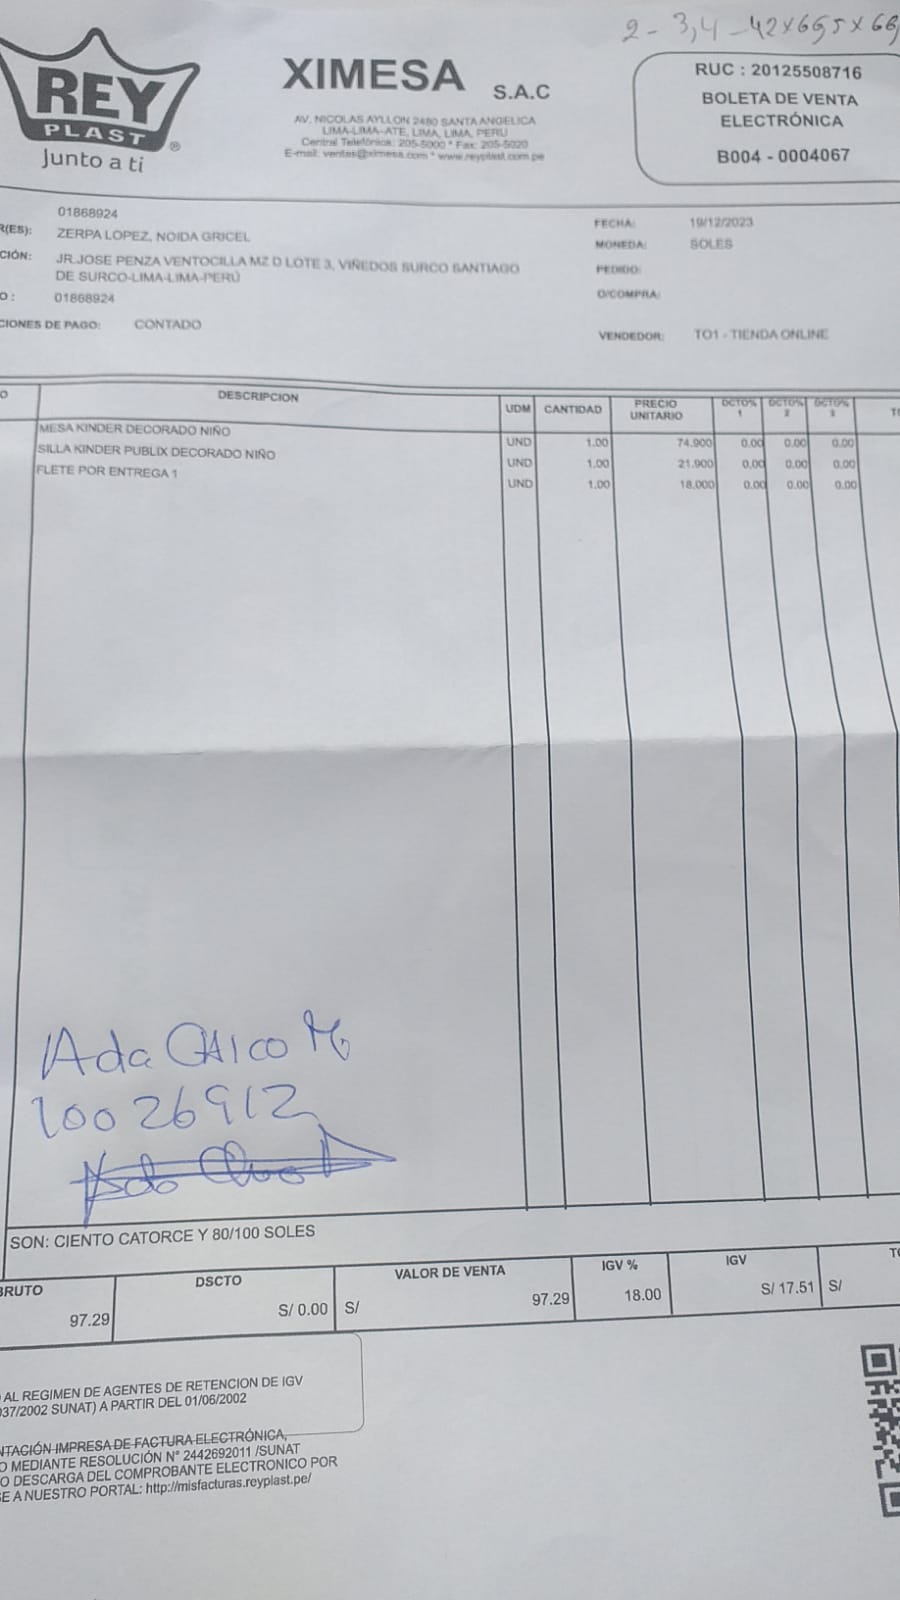 2 - 3,4 - 42x66,5x66,
REY
PLAST ®
Junto a ti
XIMESA S.A.C
AV. NICOLAS AYLLON 2480 SANTA ANGELICA
LIMA-LIMA-ATE, LIMA, LIMA, PERU
Central Telefónica: 205-5000 * Fax: 205-5020
E-mail: ventas@ximesa.com * www.reyplast.com.pe
RUC : 20125508716
BOLETA DE VENTA
ELECTRÓNICA
B004 - 0004067
01868924
R(ES): ZERPA LOPEZ, NOIDA GRICEL
CIÓN: JR.JOSE PENZA VENTOCILLA MZ D LOTE 3, VIÑEDOS SURCO SANTIAGO
DE SURCO-LIMA-LIMA-PERÚ
O : 01868924
CIONES DE PAGO: CONTADO
FECHA: 19/12/2023
MONEDA: SOLES
PEDIDO:
O/COMPRA:
VENDEDOR: TO1 - TIENDA ONLINE
O DESCRIPCION UDM CANTIDAD PRECIO UNITARIO DCTO% 1 DCTO% 2 DCTO% 3 T
MESA KINDER DECORADO NIÑO UND 1.00 74.900 0.00 0.00 0.00
SILLA KINDER PUBLIX DECORADO NIÑO UND 1.00 21.900 0.00 0.00 0.00
FLETE POR ENTREGA 1 UND 1.00 18.000 0.00 0.00 0.00
Ada CHICO M
10026912
SON: CIENTO CATORCE Y 80/100 SOLES
BRUTO DSCTO VALOR DE VENTA IGV % IGV TO
97.29 S/ 0.00 S/ 97.29 18.00 S/ 17.51 S/
AL REGIMEN DE AGENTES DE RETENCION DE IGV
037/2002 SUNAT) A PARTIR DEL 01/06/2002
NTACIÓN IMPRESA DE FACTURA ELECTRÓNICA,
O MEDIANTE RESOLUCIÓN N° 2442692011 /SUNAT
O DESCARGA DEL COMPROBANTE ELECTRONICO POR
SE A NUESTRO PORTAL: http://misfacturas.reyplast.pe/